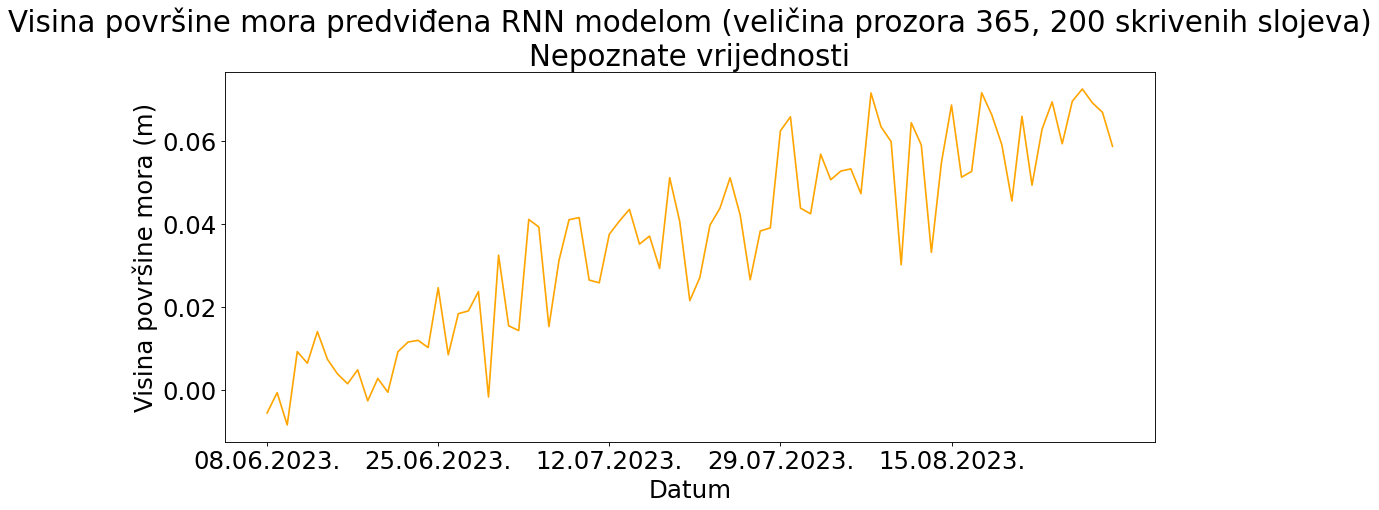 Visina površine mora predviđena RNN modelom (veličina prozora 365, 200 skrivenih slojeva)
Nepoznate vrijednosti
Visina površine mora (m)
0.06
0.04
0.02
0.00
08.06.2023. 25.06.2023. 12.07.2023. 29.07.2023. 15.08.2023.
Datum